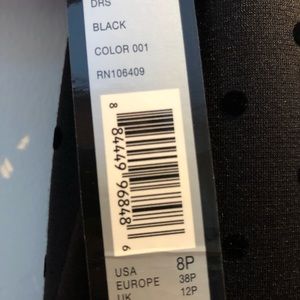 DRS
BLACK
COLOR 001
RN106409
8 84449 96848 6
USA 8P
EUROPE 38P
UK 12P